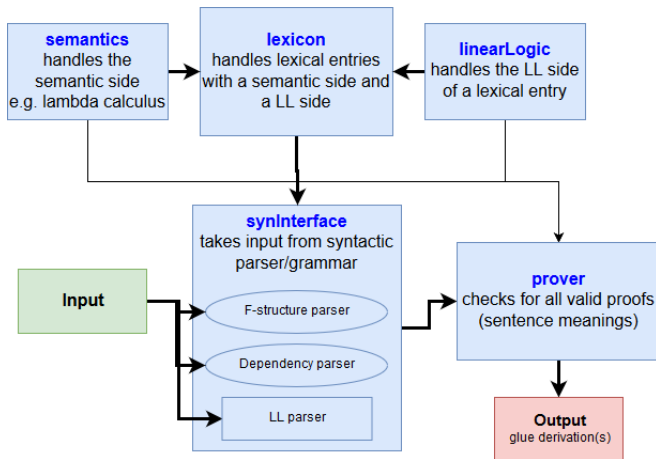 semantics
handles the
semantic side
e.g. lambda calculus
lexicon
handles lexical entries
with a semantic side and
a LL side
linearLogic
handles the LL side
of a lexical entry
synInterface
takes input from syntactic
parser/grammar
Input
F-structure parser
Dependency parser
LL parser
prover
checks for all valid proofs
(sentence meanings)
Output
glue derivation(s)